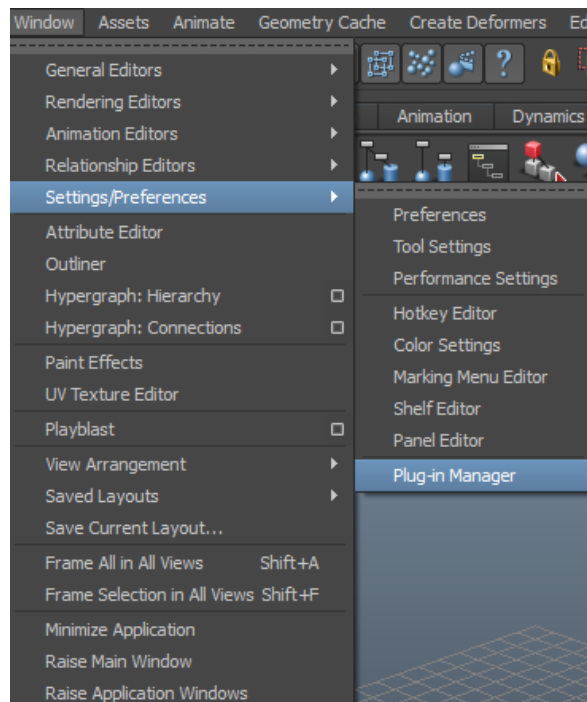 Window Assets Animate Geometry Cache Create Deformers
Animation Dynamics
General Editors
Rendering Editors
Animation Editors
Relationship Editors
Settings/Preferences
Attribute Editor
Outliner
Hypergraph: Hierarchy
Hypergraph: Connections
Paint Effects
UV Texture Editor
Playblast
View Arrangement
Saved Layouts
Save Current Layout...
Frame All in All Views Shift+A
Frame Selection in All Views Shift+F
Minimize Application
Raise Main Window
Raise Application Windows
Preferences
Tool Settings
Performance Settings
Hotkey Editor
Color Settings
Marking Menu Editor
Shelf Editor
Panel Editor
Plug-in Manager